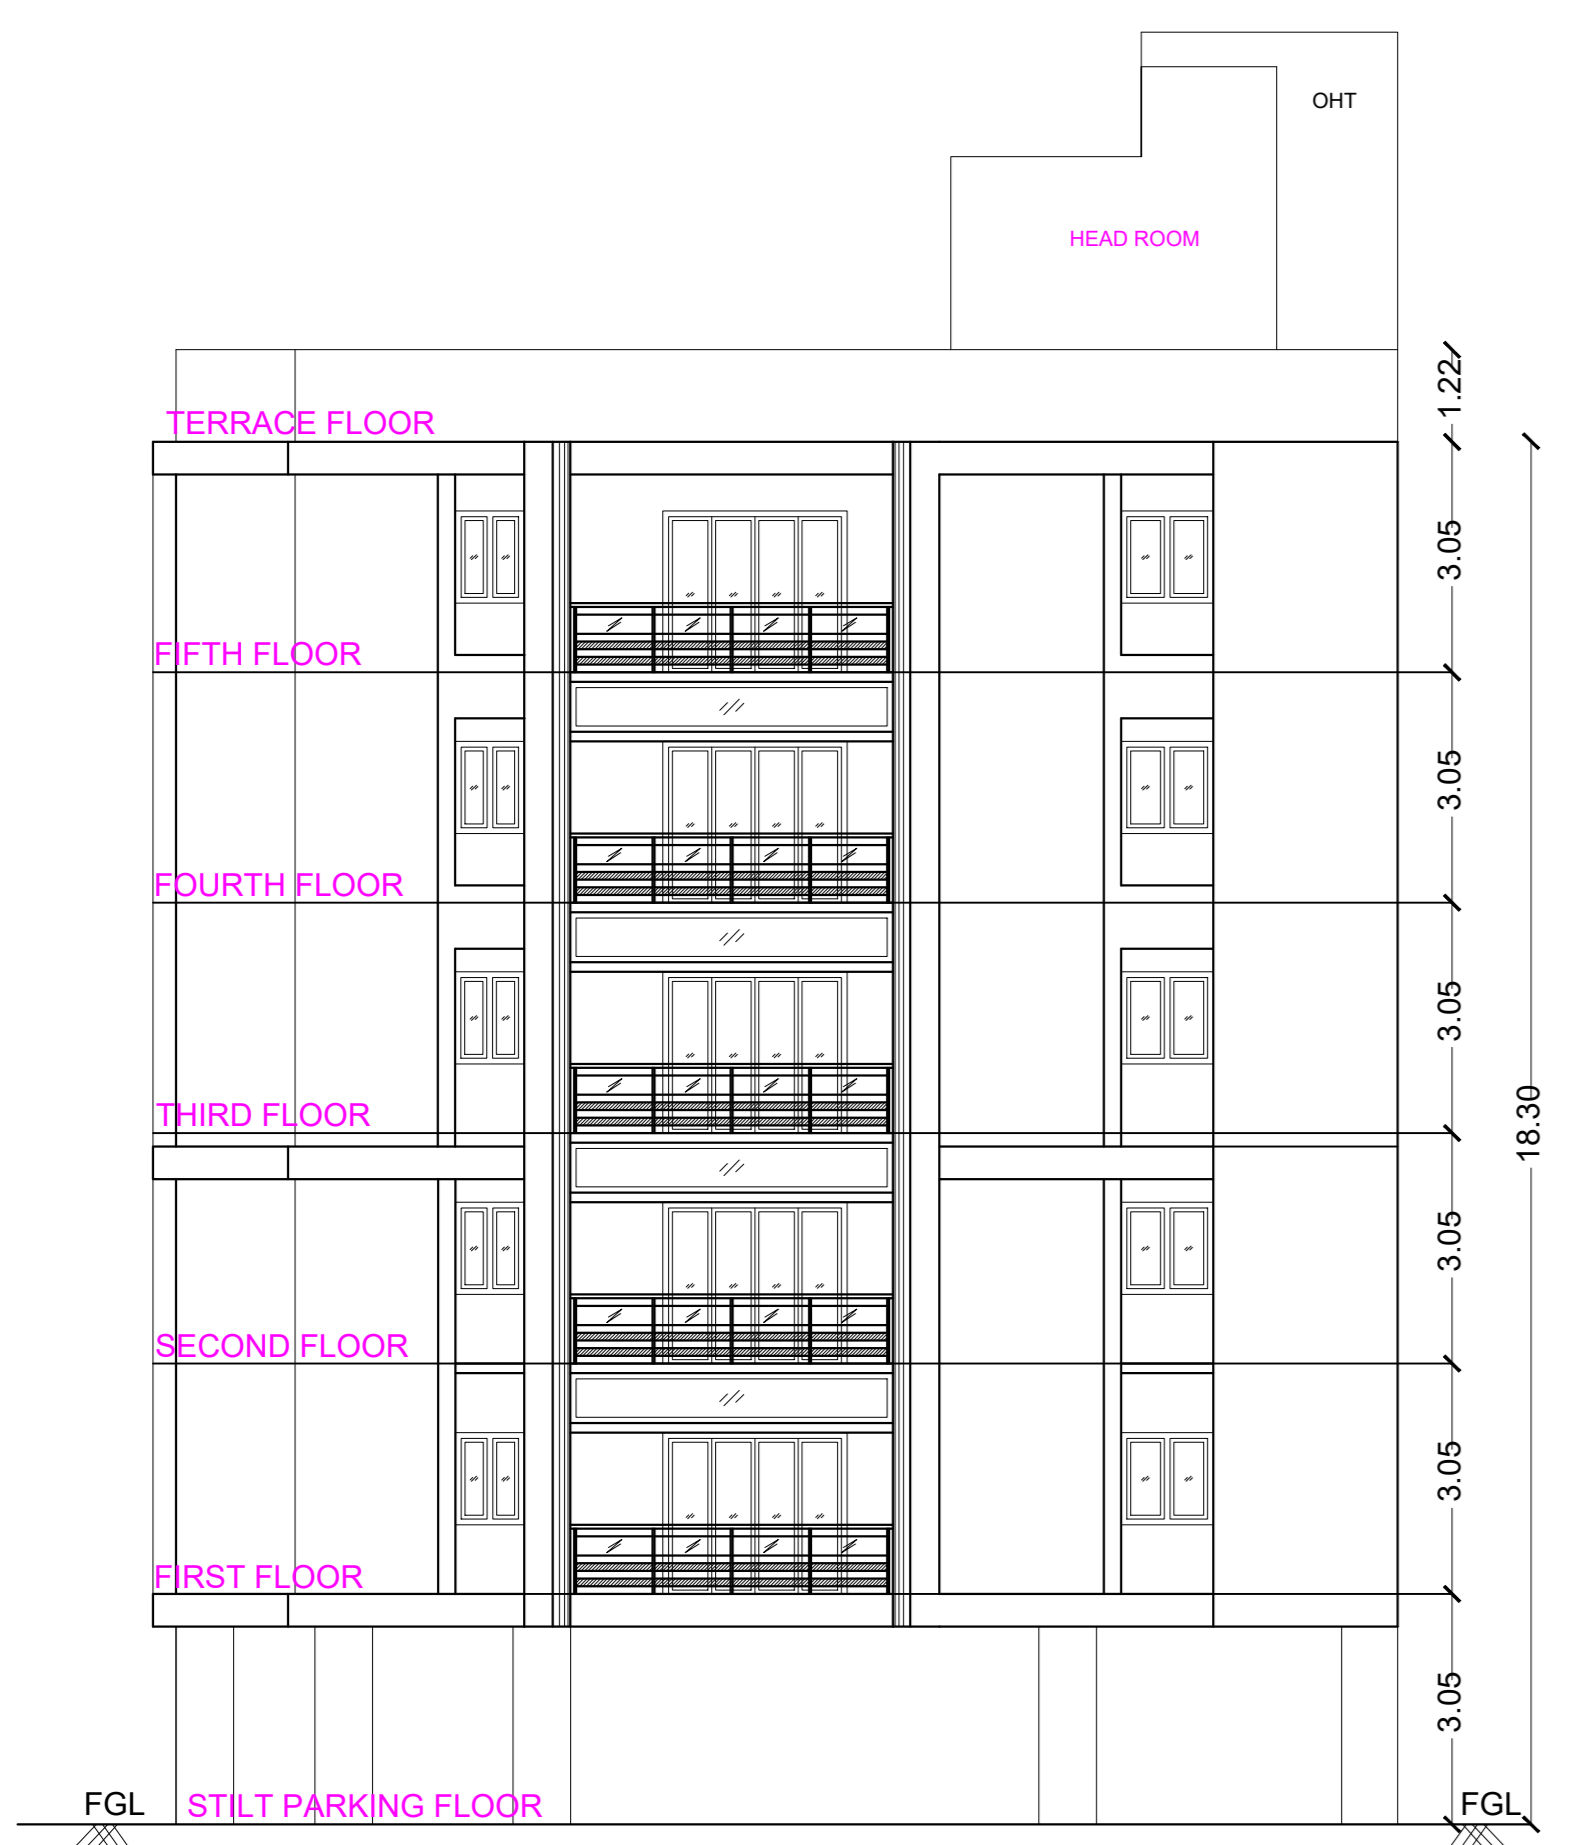 OHT
HEAD ROOM
1.22
TERRACE FLOOR
3.05
FIFTH FLOOR
3.05
FOURTH FLOOR
3.05
THIRD FLOOR
18.30
3.05
SECOND FLOOR
3.05
FIRST FLOOR
3.05
FGL
STILT PARKING FLOOR
FGL